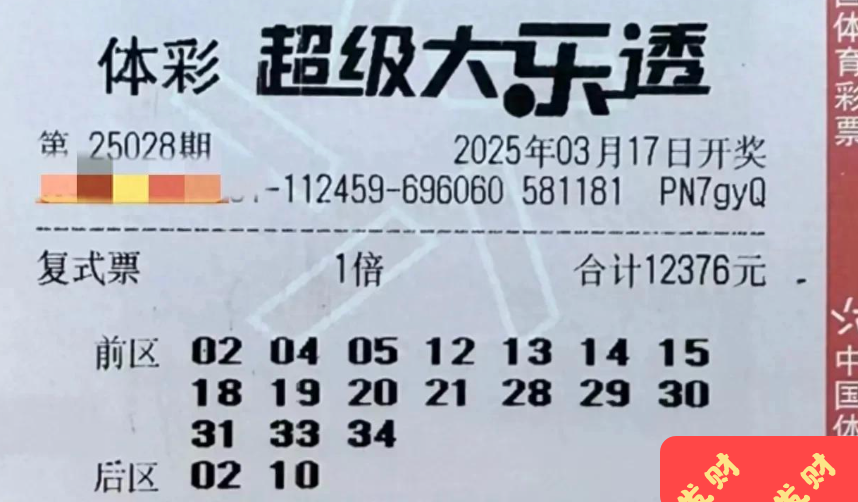 体彩 超级大乐透
第 25028期 2025年03月17日开奖
-112459-696060 581181 PN7gyQ
复式票 1倍 合计12376元
前区 02 04 05 12 13 14 15
18 19 20 21 28 29 30
31 33 34
后区 02 10
体育彩票
中国体
发财 发财